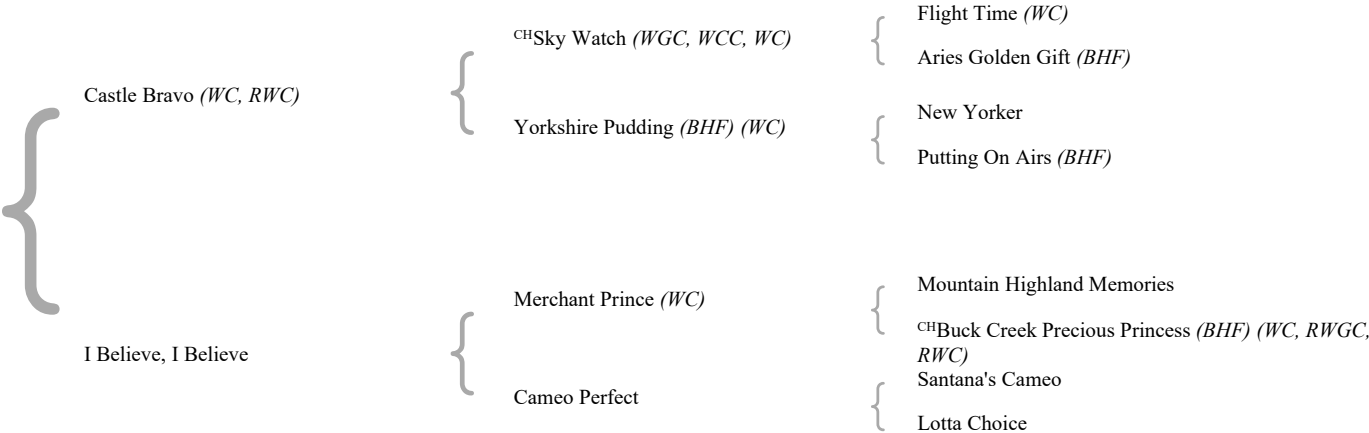 Flight Time (WC)
CHSky Watch (WGC, WCC, WC)
Aries Golden Gift (BHF)
Castle Bravo (WC, RWC)
New Yorker
Yorkshire Pudding (BHF) (WC)
Putting On Airs (BHF)
Mountain Highland Memories
Merchant Prince (WC)
CHBuck Creek Precious Princess (BHF) (WC, RWGC,
RWC)
I Believe, I Believe
Santana's Cameo
Cameo Perfect
Lotta Choice